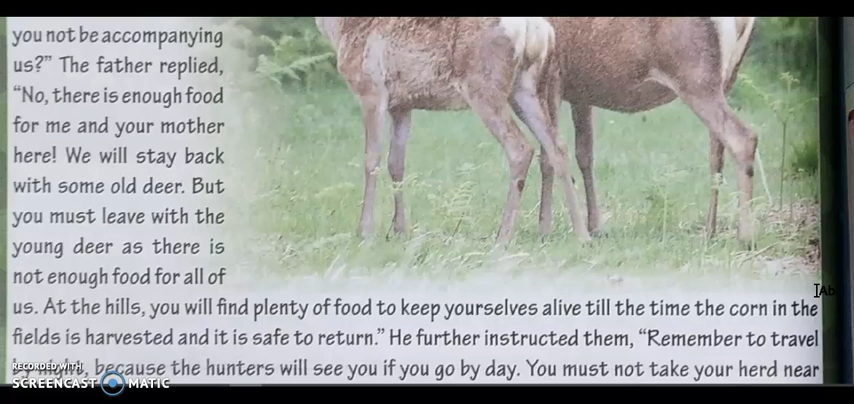 you not be accompanying
us?" The father replied,
"No, there is enough food
for me and your mother
here! We will stay back
with some old deer. But
you must leave with the
young deer as there is
not enough food for all of
us. At the hills, you will find plenty of food to keep yourselves alive till the time the corn in the
fields is harvested and it is safe to return." He further instructed them, "Remember to travel
by night, because the hunters will see you if you go by day. You must not take your herd near
RECORDED WITH
SCREENCAST MATIC
Ab